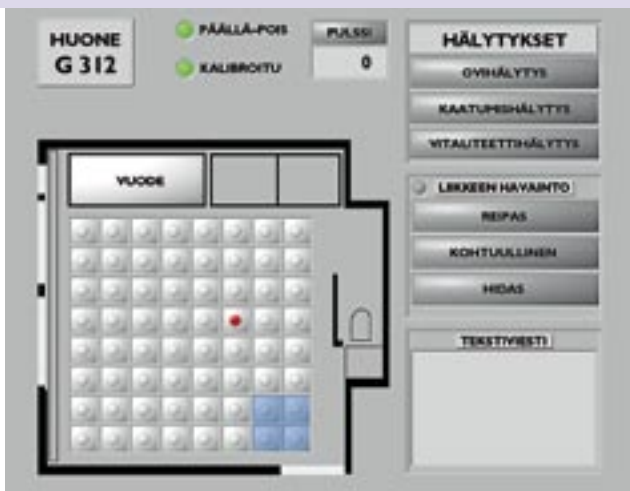 HUONE
G 312
PÄÄLLÄ-POIS
KALIBROITU
PULSSI
0
HÄLYTYKSET
OVIHÄLYTYS
KAATUMISHÄLYTYS
VITALITEETTIHÄLYTYS
VUODE
LIIKKEEN HAVAINTO
REIPAS
KOHTUULLINEN
HIDAS
TEKSTIVIESTI